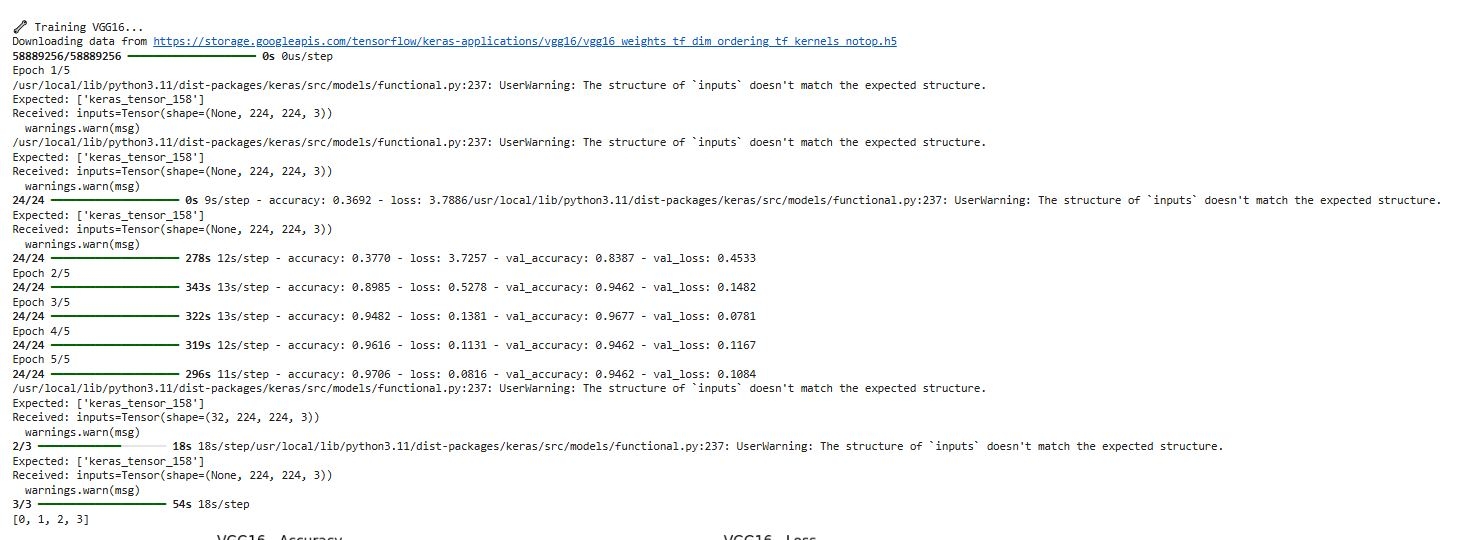 Training VGG16...
Downloading data from https://storage.googleapis.com/tensorflow/keras-applications/vgg16/vgg16_weights_tf_dim_ordering_tf_kernels_notop.h5
58889256/58889256 0s 0us/step
Epoch 1/5
/usr/local/lib/python3.11/dist-packages/keras/src/models/functional.py:237: UserWarning: The structure of `inputs` doesn't match the expected structure.
Expected: ['keras_tensor_158']
Received: inputs=Tensor(shape=(None, 224, 224, 3))
warnings.warn(msg)
/usr/local/lib/python3.11/dist-packages/keras/src/models/functional.py:237: UserWarning: The structure of `inputs` doesn't match the expected structure.
Expected: ['keras_tensor_158']
Received: inputs=Tensor(shape=(None, 224, 224, 3))
warnings.warn(msg)
24/24 0s 9s/step - accuracy: 0.3692 - loss: 3.7886/usr/local/lib/python3.11/dist-packages/keras/src/models/functional.py:237: UserWarning: The structure of `inputs` doesn't match the expected structure.
Expected: ['keras_tensor_158']
Received: inputs=Tensor(shape=(None, 224, 224, 3))
warnings.warn(msg)
24/24 278s 12s/step - accuracy: 0.3770 - loss: 3.7257 - val_accuracy: 0.8387 - val_loss: 0.4533
Epoch 2/5
24/24 343s 13s/step - accuracy: 0.8985 - loss: 0.5278 - val_accuracy: 0.9462 - val_loss: 0.1482
Epoch 3/5
24/24 322s 13s/step - accuracy: 0.9482 - loss: 0.1381 - val_accuracy: 0.9677 - val_loss: 0.0781
Epoch 4/5
24/24 319s 12s/step - accuracy: 0.9616 - loss: 0.1131 - val_accuracy: 0.9462 - val_loss: 0.1167
Epoch 5/5
24/24 296s 11s/step - accuracy: 0.9706 - loss: 0.0816 - val_accuracy: 0.9462 - val_loss: 0.1084
/usr/local/lib/python3.11/dist-packages/keras/src/models/functional.py:237: UserWarning: The structure of `inputs` doesn't match the expected structure.
Expected: ['keras_tensor_158']
Received: inputs=Tensor(shape=(32, 224, 224, 3))
warnings.warn(msg)
2/3 18s 18s/step/usr/local/lib/python3.11/dist-packages/keras/src/models/functional.py:237: UserWarning: The structure of `inputs` doesn't match the expected structure.
Expected: ['keras_tensor_158']
Received: inputs=Tensor(shape=(None, 224, 224, 3))
warnings.warn(msg)
3/3 54s 18s/step
[0, 1, 2, 3]
VGG16 - Accuracy VGG16 - Loss